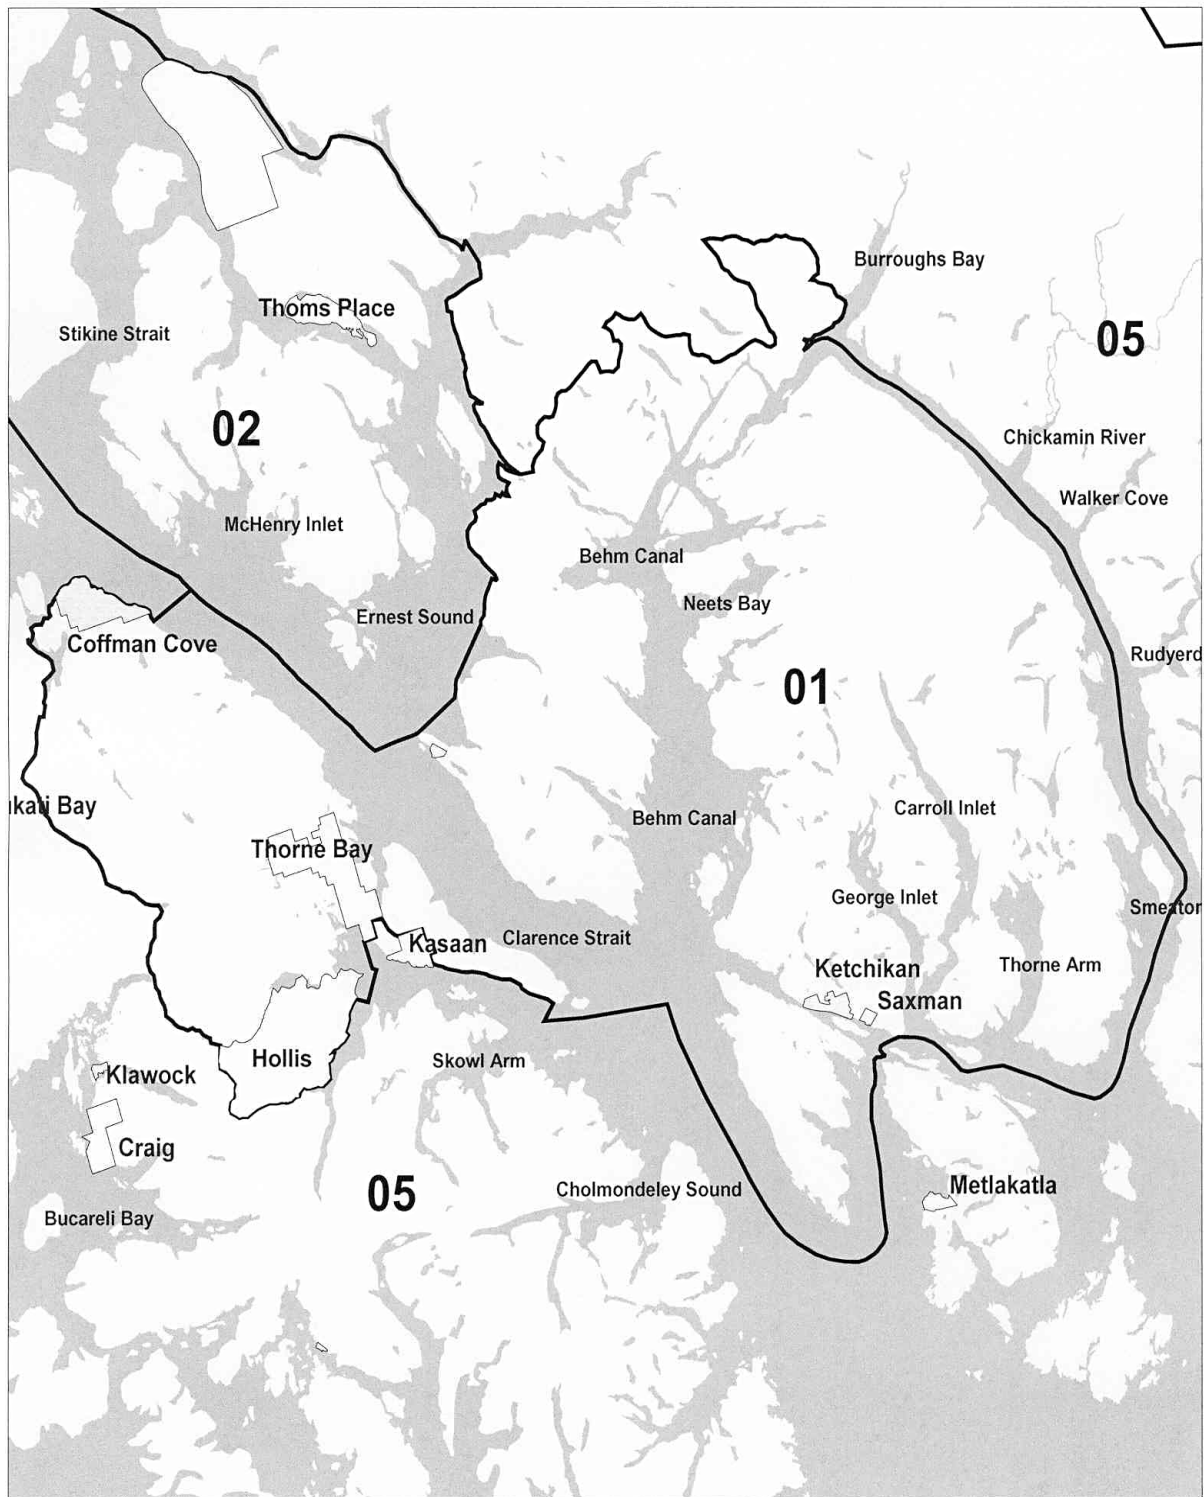 Burroughs Bay
Thoms Place
Stikine Strait
05
02
Chickamin River
Walker Cove
McHenry Inlet
Behm Canal
Neets Bay
Ernest Sound
Coffman Cove
Rudyerd
01
ıkati Bay
Carroll Inlet
Behm Canal
Thorne Bay
George Inlet
Smeaton
Clarence Strait
Kasaan
Thorne Arm
Ketchikan
Saxman
Hollis
Skowl Arm
Klawock
Craig
Metlakatla
Cholmondeley Sound
05
Bucareli Bay